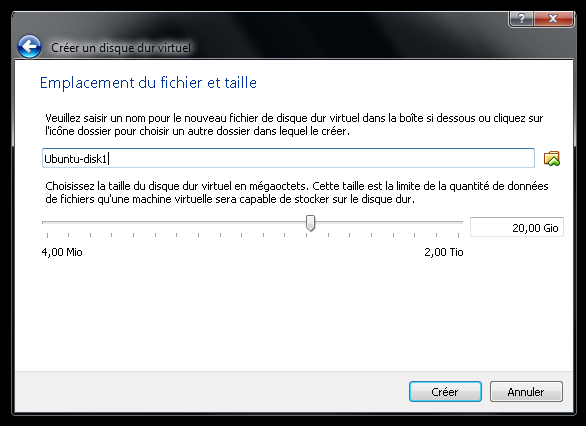 Créer un disque dur virtuel
Emplacement du fichier et taille
Veuillez saisir un nom pour le nouveau fichier de disque dur virtuel dans la boîte si dessous ou cliquez sur
l'icône dossier pour choisir un autre dossier dans lequel le créer.
Ubuntu-disk1
Choisissez la taille du disque dur virtuel en mégaoctets. Cette taille est la limite de la quantité de données
de fichiers qu'une machine virtuelle sera capable de stocker sur le disque dur.
20,00 Gio
4,00 Mio 2,00 Tio
Créer Annuler